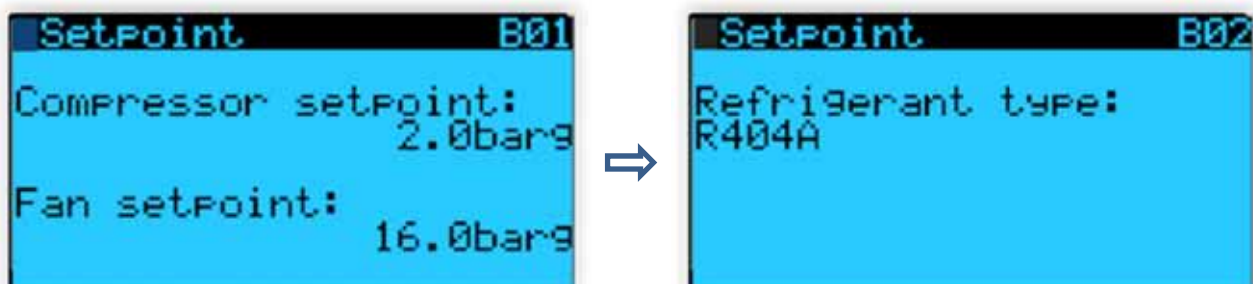 Setpoint B01
Compressor setpoint:
2.0barg
Fan setpoint:
16.0barg
Setpoint B02
Refrigerant type:
R404A